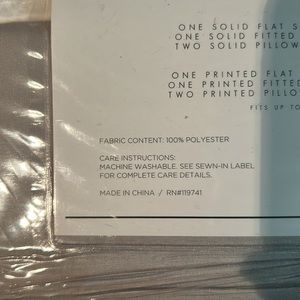 ONE SOLID FLAT S
ONE SOLID FITTED
TWO SOLID PILLOW
ONE PRINTED FLAT
ONE PRINTED FITTED
TWO PRINTED PILLO
FITS UP TO
FABRIC CONTENT: 100% POLYESTER
CARE INSTRUCTIONS:
MACHINE WASHABLE. SEE SEWN-IN LABEL
FOR COMPLETE CARE DETAILS.
MADE IN CHINA / RN#119741